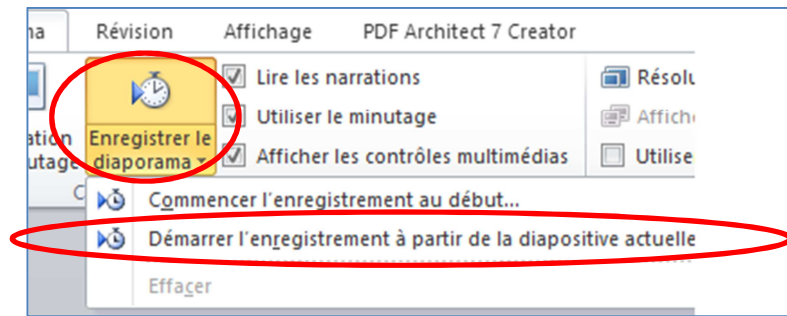 Révision Affichage PDF Architect 7 Creator
Lire les narrations
Utiliser le minutage
Enregistrer le
diaporama
Afficher les contrôles multimédias
Utilise
Commencer l'enregistrement au début...
Démarrer l'enregistrement à partir de la diapositive actuelle
Effacer